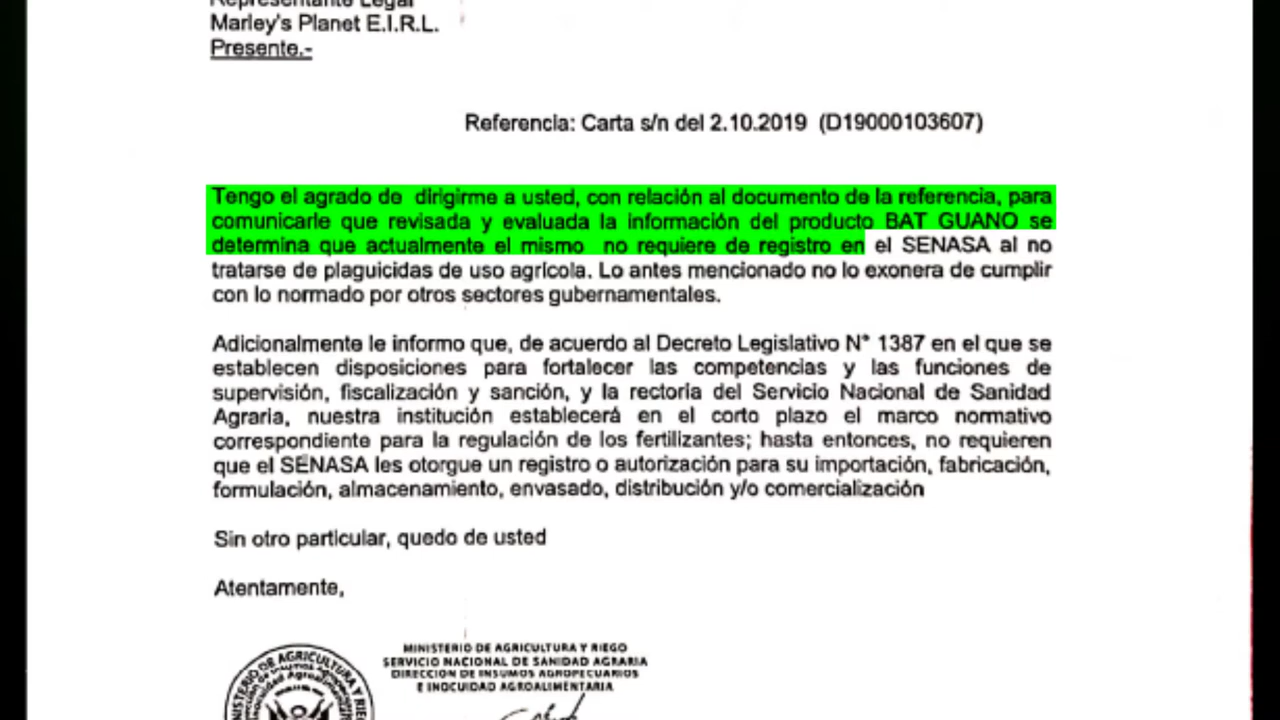 Representante Legal
Marley's Planet E.I.R.L.
Presente.-
Referencia: Carta s/n del 2.10.2019 (D19000103607)
Tengo el agrado de dirigirme a usted, con relación al documento de la referencia, para
comunicarle que revisada y evaluada la información del producto BAT GUANO se
determina que actualmente el mismo no requiere de registro en el SENASA al no
tratarse de plaguicidas de uso agrícola. Lo antes mencionado no lo exonera de cumplir
con lo normado por otros sectores gubernamentales.
Adicionalmente le informo que, de acuerdo al Decreto Legislativo N° 1387 en el que se
establecen disposiciones para fortalecer las competencias y las funciones de
supervisión, fiscalización y sanción, y la rectoría del Servicio Nacional de Sanidad
Agraria, nuestra institución establecerá en el corto plazo el marco normativo
correspondiente para la regulación de los fertilizantes; hasta entonces, no requieren
que el SENASA les otorgue un registro o autorización para su importación, fabricación,
formulación, almacenamiento, envasado, distribución y/o comercialización
Sin otro particular, quedo de usted
Atentamente,
MINISTERIO DE AGRICULTURA Y RIEGO
SERVICIO NACIONAL DE SANIDAD AGRARIA
DIRECCIÓN DE INSUMOS AGROPECUARIOS
E INOCUIDAD AGROALIMENTARIA